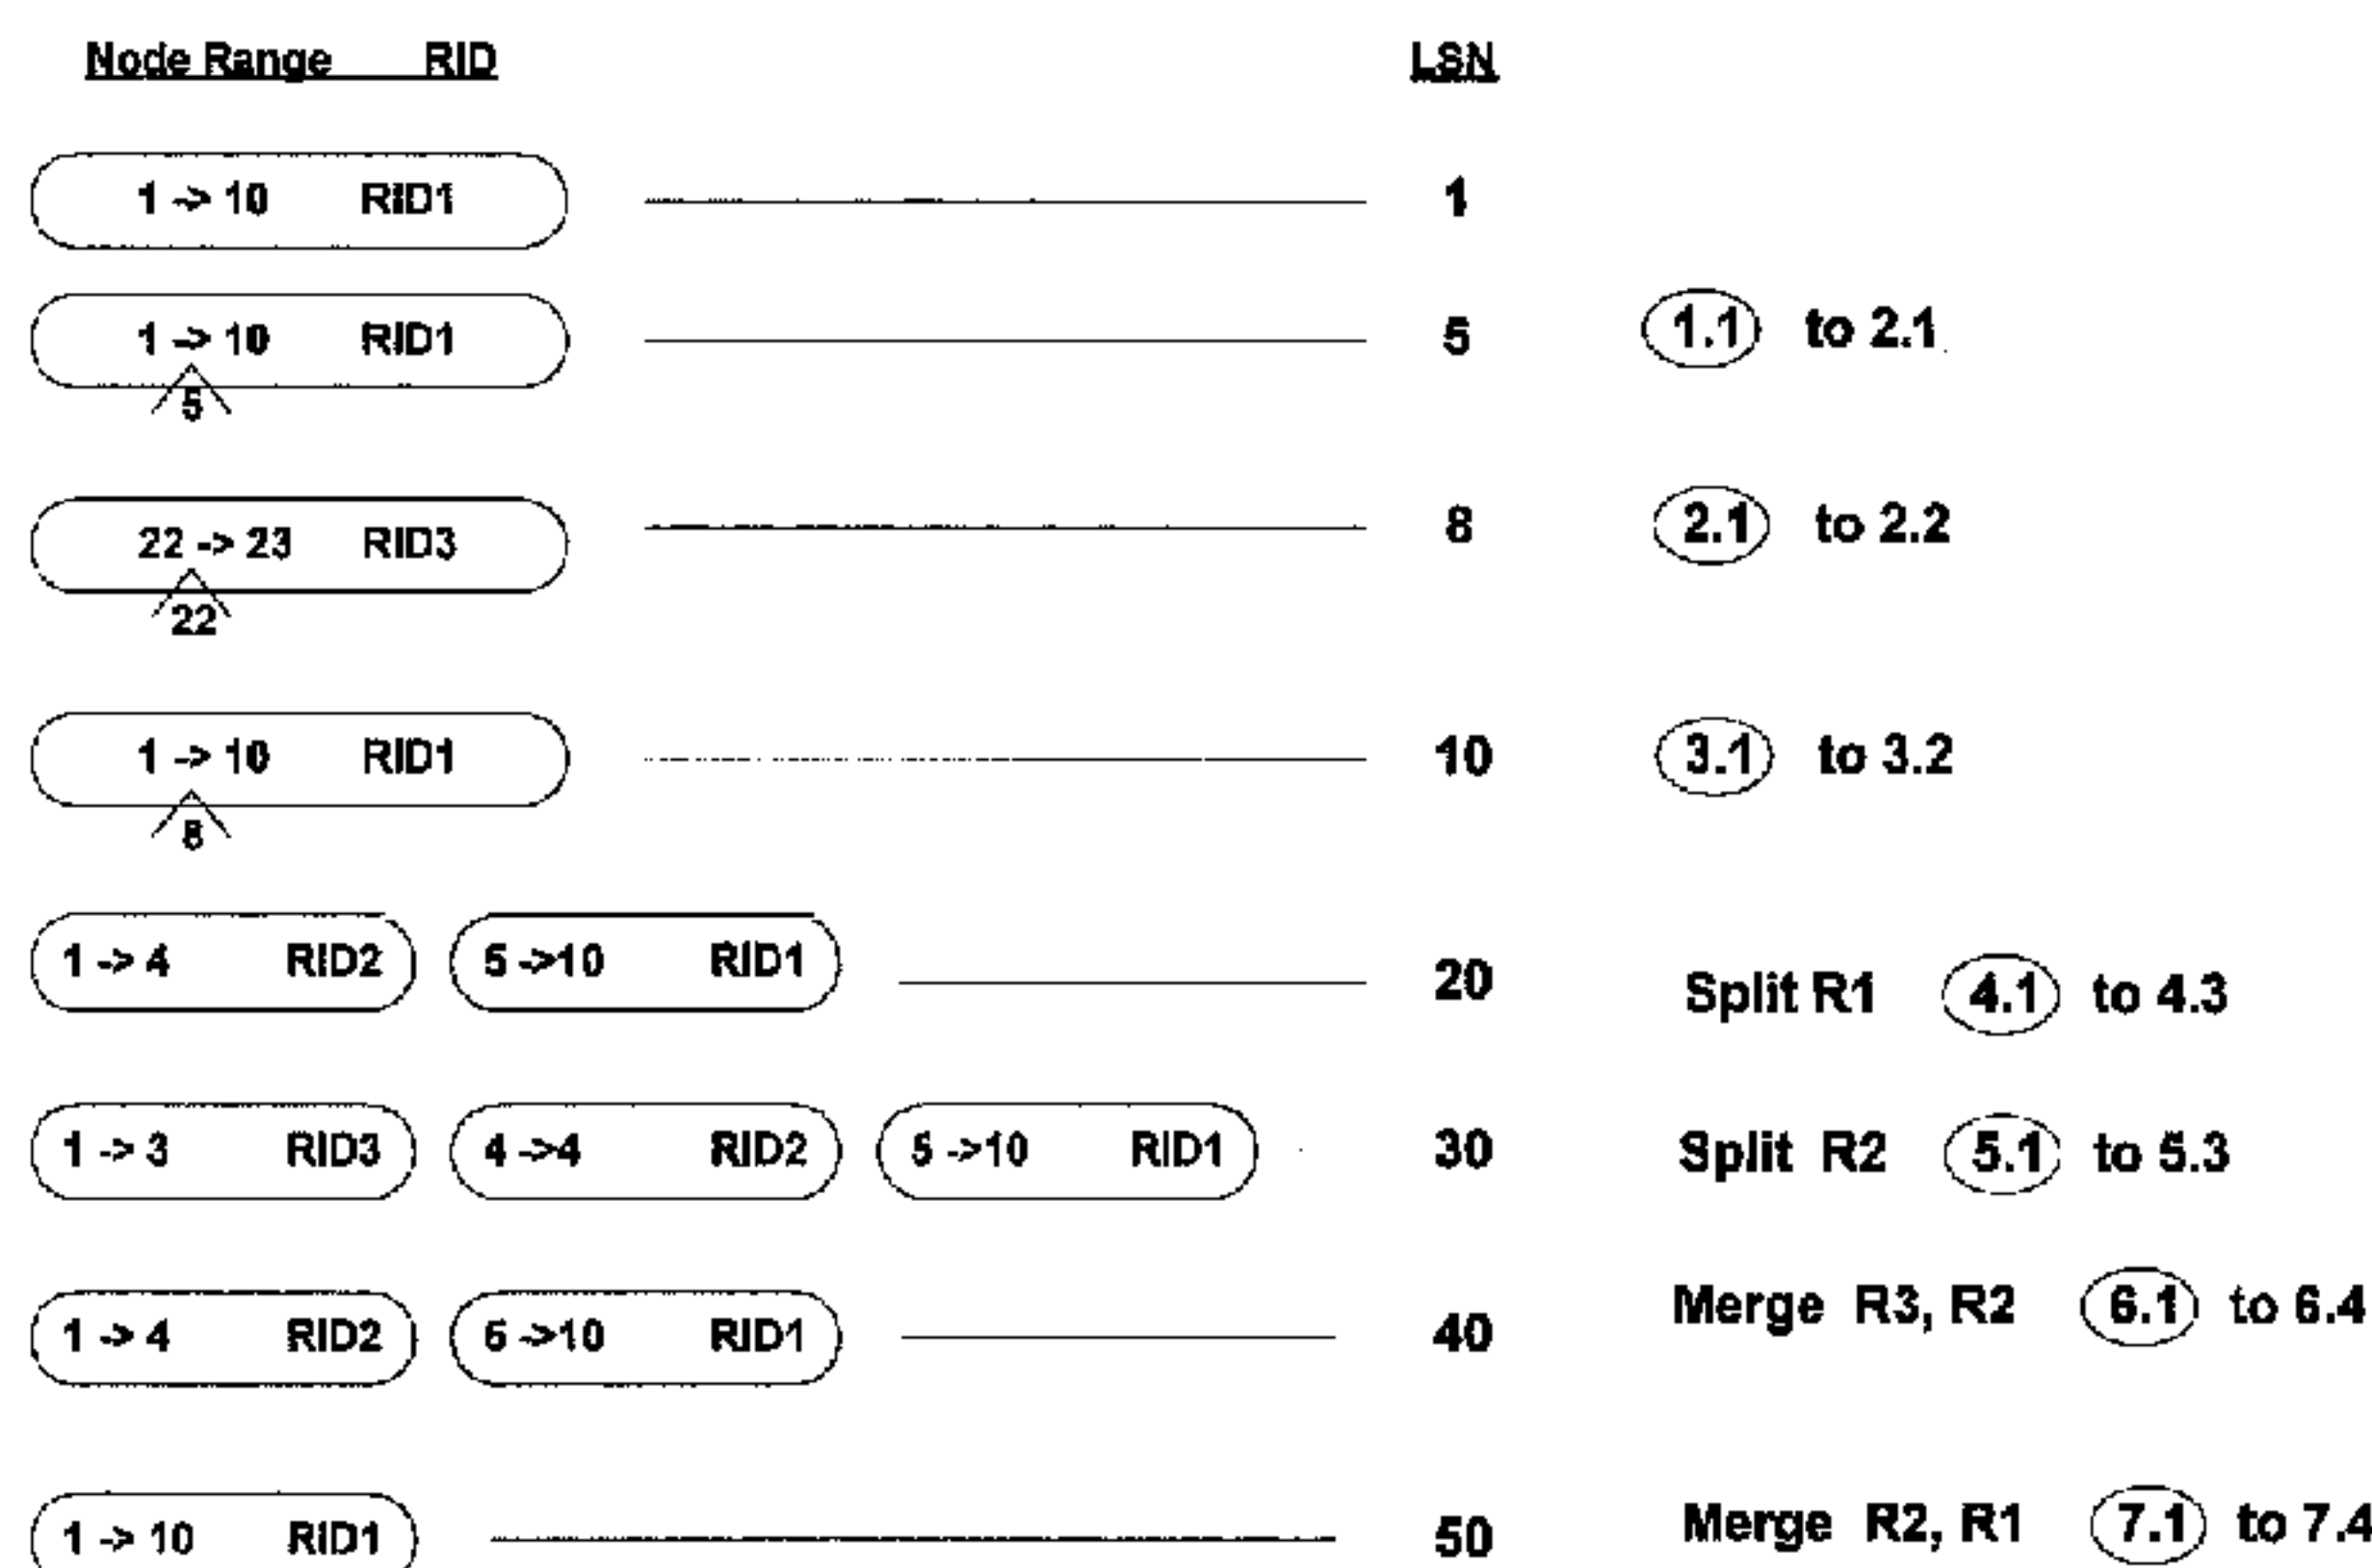 Node Range RID LSN
1 -> 10 RID1 1
1 -> 10 RID1 5 1.1 to 2.1
5
22 -> 23 RID3 8 2.1 to 2.2
22
1 -> 10 RID1 10 3.1 to 3.2
8
1 -> 4 RID2 5 ->10 RID1 20 Split R1 4.1 to 4.3
1 -> 3 RID3 4 ->4 RID2 5 ->10 RID1 30 Split R2 5.1 to 5.3
1 -> 4 RID2 5 ->10 RID1 40 Merge R3, R2 6.1 to 6.4
1 -> 10 RID1 50 Merge R2, R1 7.1 to 7.4